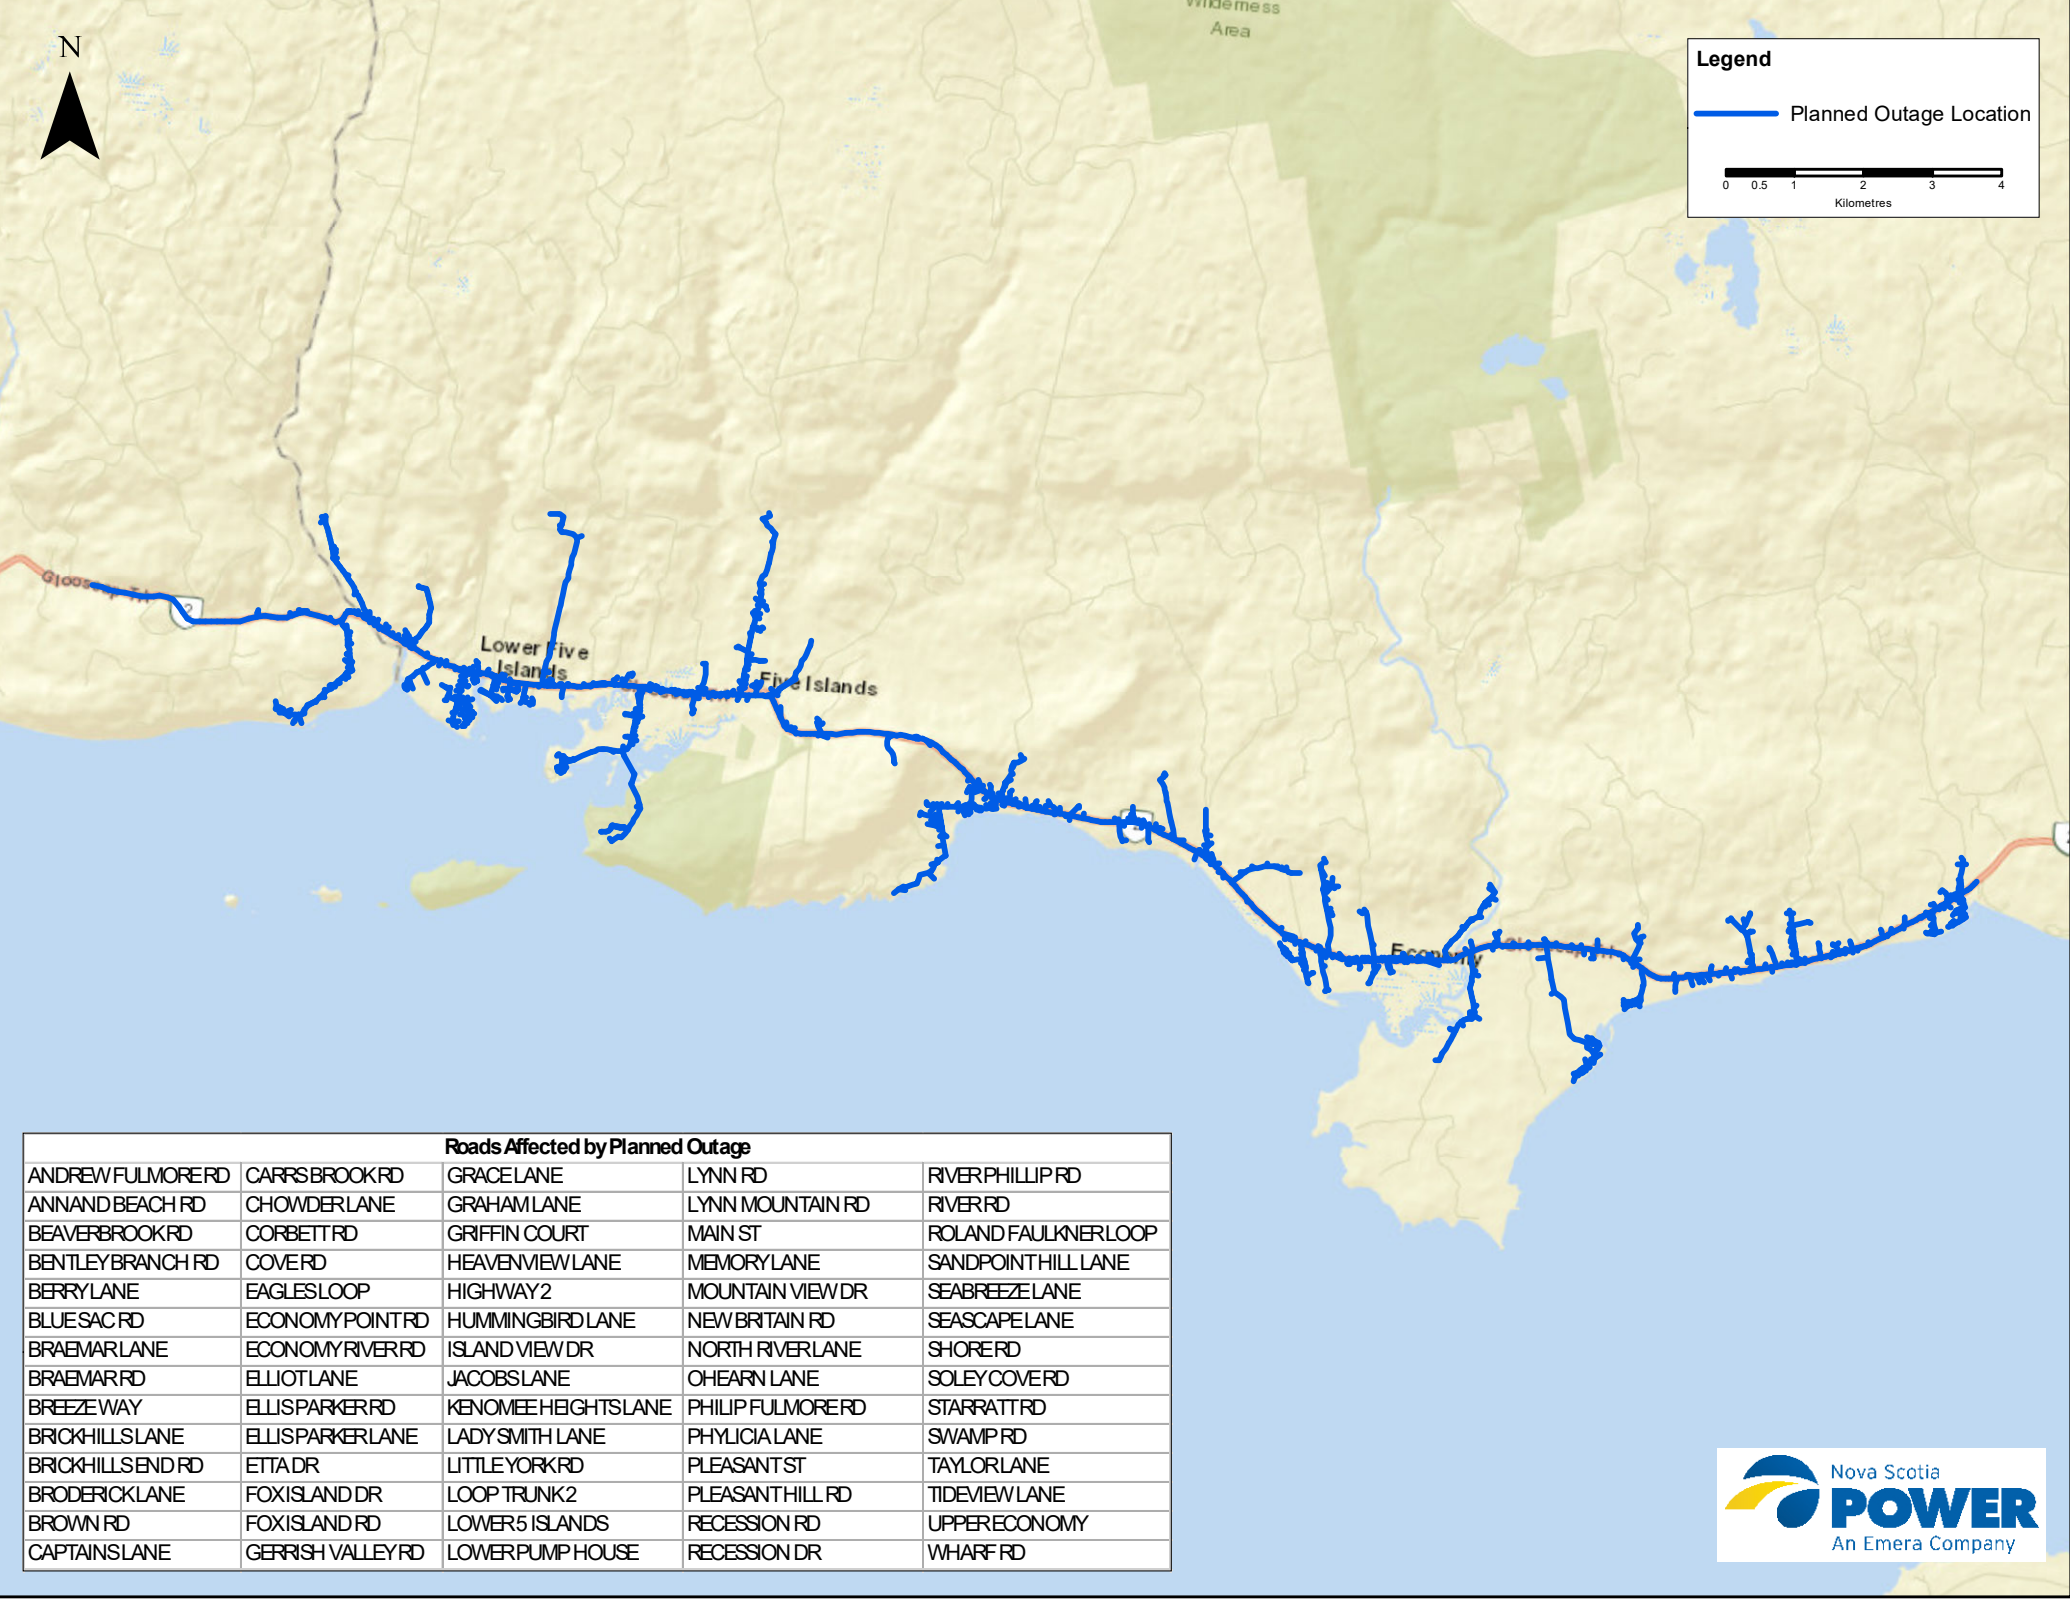 Wilderness
Area
N
Legend
Planned Outage Location
0 0.5 1 2 3 4
Kilometres
2
Lower Five
Islands
Five Islands
Economy
Roads Affected by Planned Outage
ANDREW FULMORE RD CARRS BROOK RD GRACE LANE LYNN RD RIVER PHILLIP RD
ANNAND BEACH RD CHOWDER LANE GRAHAM LANE LYNN MOUNTAIN RD RIVER RD
BEAVERBROOK RD CORBETT RD GRIFFIN COURT MAIN ST ROLAND FAULKNER LOOP
BENTLEY BRANCH RD COVE RD HEAVENVIEW LANE MEMORY LANE SANDPOINT HILL LANE
BERRY LANE EAGLES LOOP HIGHWAY 2 MOUNTAIN VIEW DR SEABREEZE LANE
BLUE SAC RD ECONOMY POINT RD HUMMINGBIRD LANE NEW BRITAIN RD SEASCAPE LANE
BRAEMAR LANE ECONOMY RIVER RD ISLAND VIEW DR NORTH RIVER LANE SHORE RD
BRAEMAR RD ELLIOT LANE JACOBS LANE OHEARN LANE SOLEY COVE RD
BREEZE WAY ELLIS PARKER RD KENOMEE HEIGHTS LANE PHILIP FULMORE RD STARRATT RD
BRICKHILLS LANE ELLIS PARKER LANE LADY SMITH LANE PHYLICIA LANE SWAMP RD
BRICKHILLS END RD ETTA DR LITTLE YORK RD PLEASANT ST TAYLOR LANE
BRODERICK LANE FOX ISLAND DR LOOP TRUNK 2 PLEASANT HILL RD TIDEVIEW LANE
BROWN RD FOX ISLAND RD LOWER 5 ISLANDS RECESSION RD UPPER ECONOMY
CAPTAINS LANE GERRISH VALLEY RD LOWER PUMP HOUSE RECESSION DR WHARF RD
Nova Scotia
POWER
An Emera Company